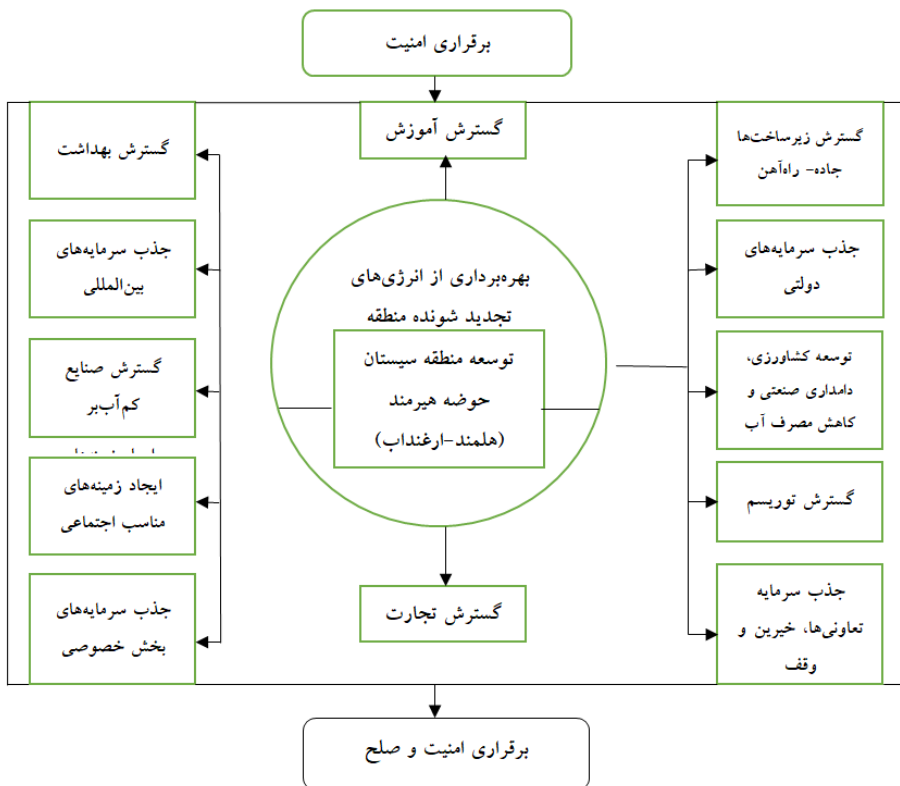 برقراری امنیت
گسترش آموزش
گسترش زیرساخت‌ها
جاده- راه‌آهن
جذب سرمایه‌های
دولتی
توسعه کشاورزی،
دامداری صنعتی و
کاهش مصرف آب
گسترش توریسم
جذب سرمایه
تعاونی‌ها، خیرین و
وقف
بهره‌برداری از انرژی‌های
تجدید شونده منطقه
توسعه منطقه سیستان
حوضه هیرمند
(هلمند-ارغنداب)
گسترش تجارت
گسترش بهداشت
جذب سرمایه‌های
بین‌المللی
گسترش صنایع
کم‌آب‌بر
ایجاد زمینه‌های
مناسب اجتماعی
جذب سرمایه‌های
بخش خصوصی
برقراری امنیت و صلح